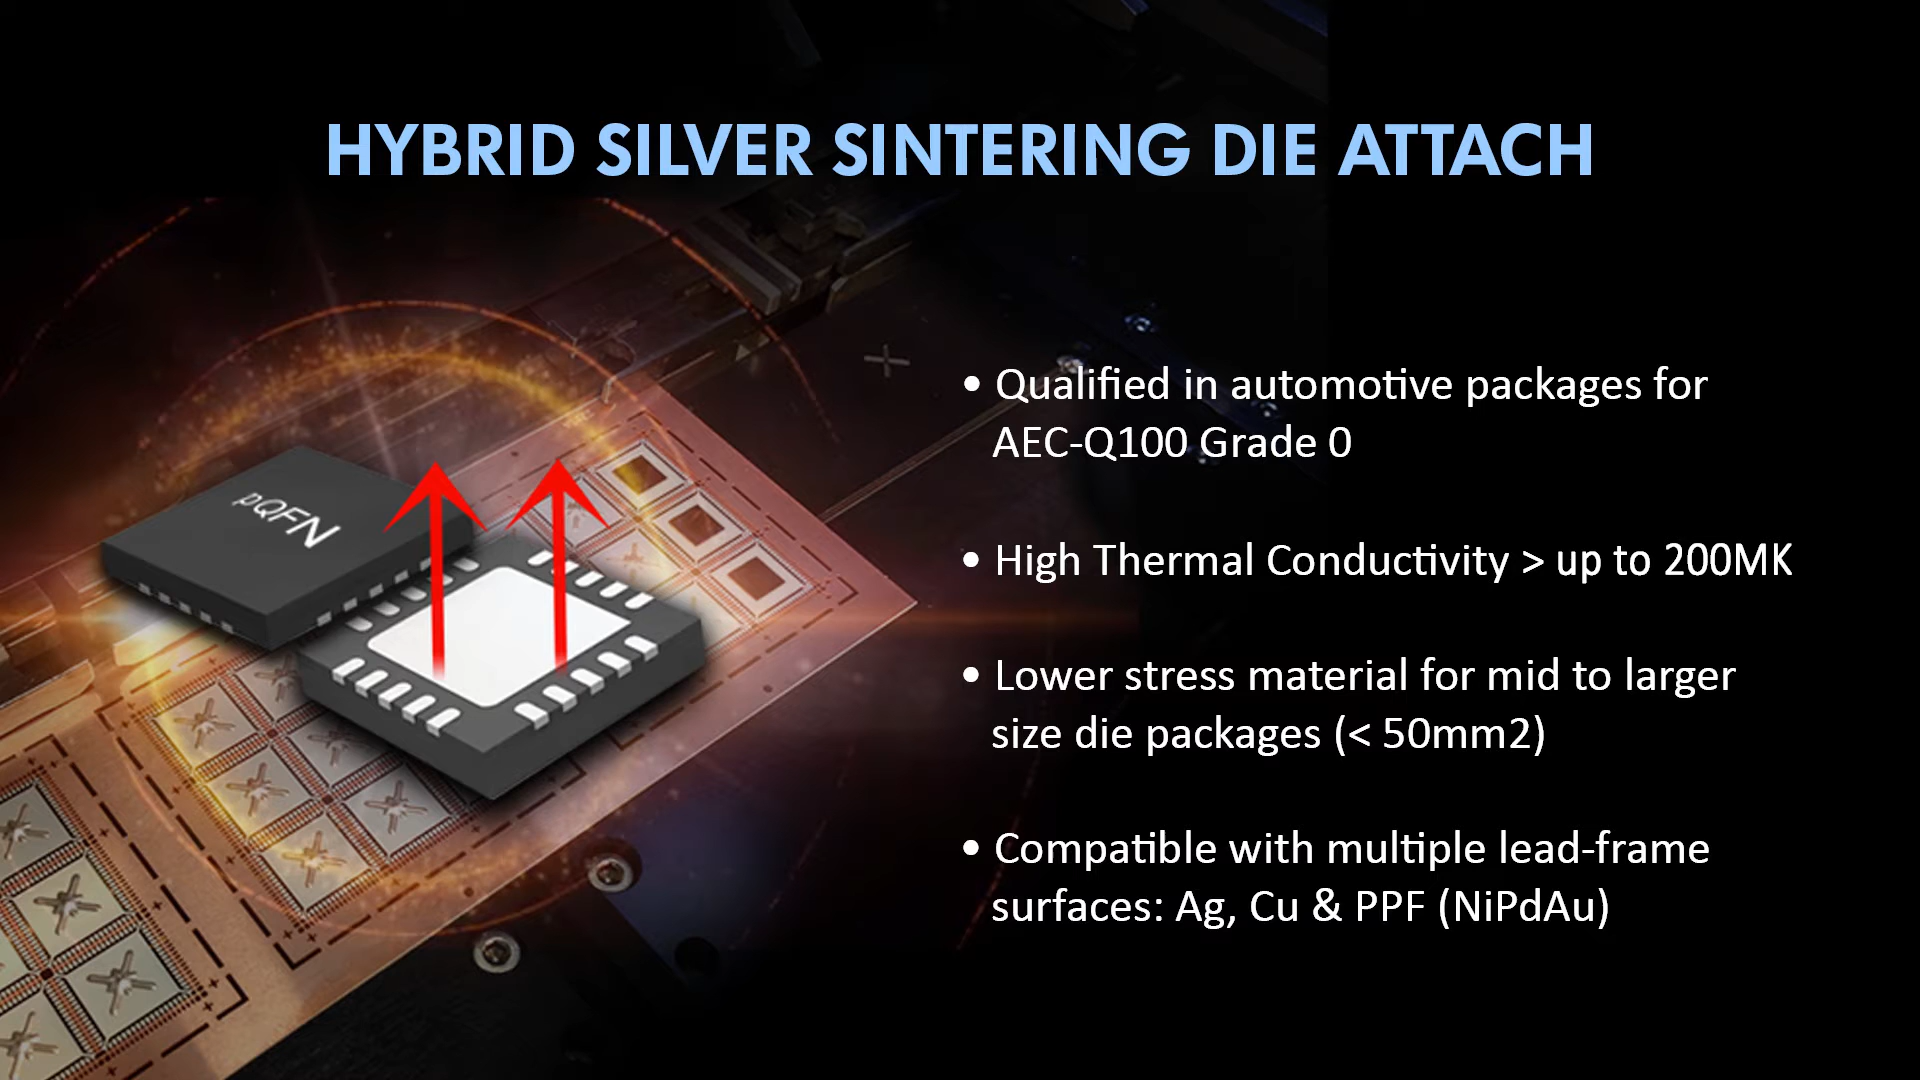 HYBRID SILVER SINTERING DIE ATTACH
• Qualified in automotive packages for
AEC-Q100 Grade 0
• High Thermal Conductivity > up to 200MK
• Lower stress material for mid to larger
size die packages (< 50mm2)
• Compatible with multiple lead-frame
surfaces: Ag, Cu & PPF (NiPdAu)
pQFN